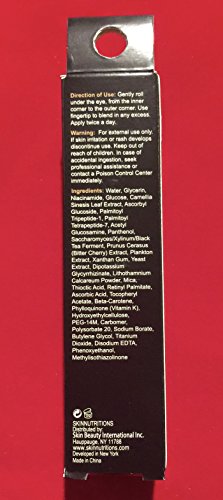 Direction of Use: Gently roll
under the eye, from the inner
corner to the outer corner. Use
fingertip to blend in any excess.
Apply twice a day.
Warning: For external use only.
If skin irritation or rash develop
discontinue use. Keep out of
reach of children. In case of
accidental ingestion, seek
professional assistance or
contact a Poison Control Center
immediately.
Ingredients: Water, Glycerin,
Niacinamide, Glucose, Camellia
Sinesis Leaf Extract, Ascorbyl
Glucoside, Palmitoyl
Tripeptide-1, Palmitoyl
Tetrapeptide-7, Acetyl
Glucosamine, Panthenol,
Saccharomyces/Xylinum/Black
Tea Ferment, Prunus Cerasus
(Bitter Cherry) Extract, Plankton
Extract, Xanthan Gum, Yeast
Extract, Dipotassium
Glycyrrhizinate, Lithothamnium
Calcareum Powder, Mica,
Thioctic Acid, Retinyl Palmitate,
Ascorbic Acid, Tocopheryl
Acetate, Beta-Carotene,
Phylloquinone (Vitamin K),
Hydroxyethylcellulose,
PEG-14M, Carbomer,
Polysorbate 20, Sodium Borate,
Butylene Glycol, Titanium
Dioxide, Disodium EDTA,
Phenoxyethanol,
Methylisothiazolinone
SKINNUTRITIONS
Distributed by:
Skin Beauty International Inc.
Hauppauge, NY 11788
www.skinnutritions.com
Developed in New York
Made in China